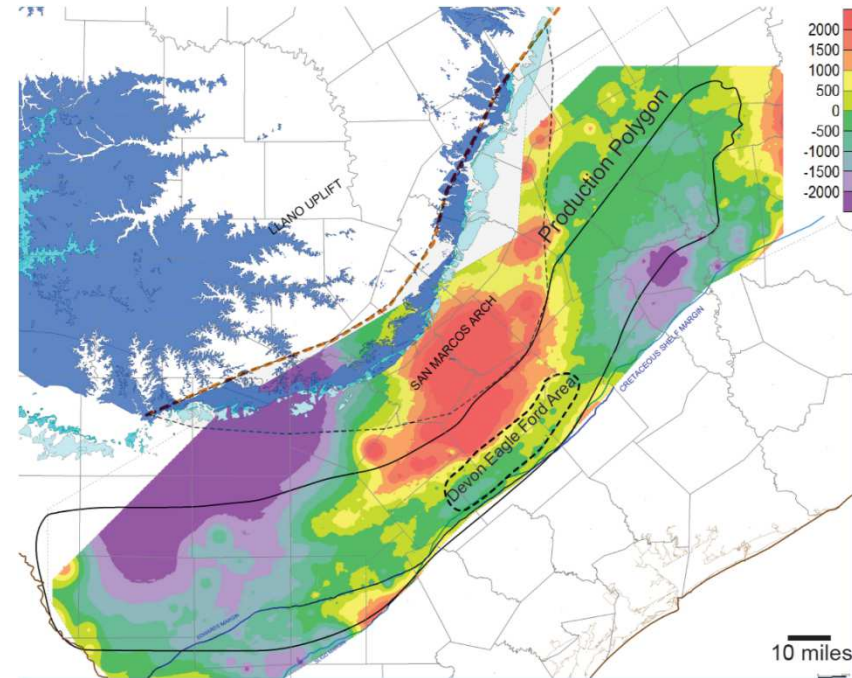 2000
1500
1000
500
0
-500
-1000
-1500
-2000
LLANO UPLIFT
Production Polygon
SAN MARCOS ARCH
CRETACEOUS SHELF MARGIN
Devon Eagle Ford Area
10 miles